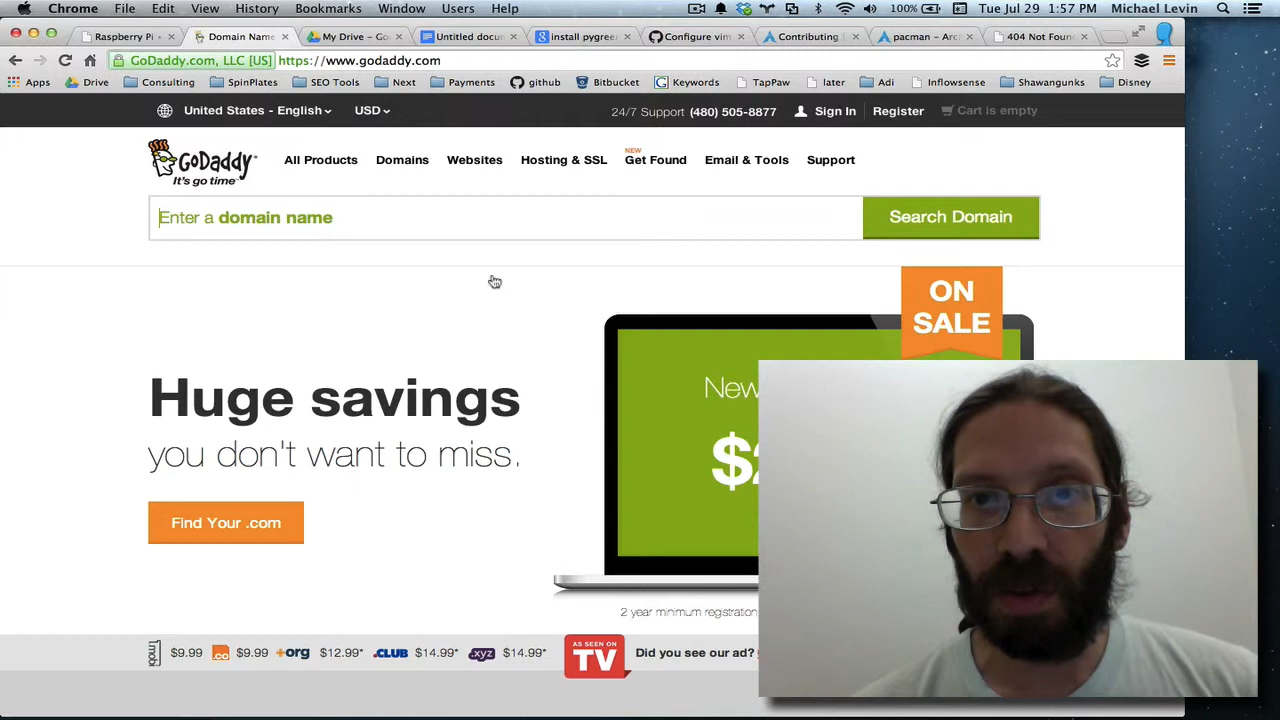 Chrome File Edit View History Bookmarks Window Users Help 100% Tue Jul 29 1:57 PM Michael Levin
Raspberry Pi Domain Name My Drive – Go Untitled docu install pygree Configure vim Contributing pacman – Arc 404 Not Foun
GoDaddy.com, LLC [US] https://www.godaddy.com
Apps Drive Consulting SpinPlates SEO Tools Next Payments github Bitbucket Keywords TapPaw later Adi Inflowsense Shawangunks Disney
United States - English USD 24/7 Support (480) 505-8877 Sign In Register Cart is empty
NEW
GoDaddy All Products Domains Websites Hosting & SSL Get Found Email & Tools Support
It's go time
Enter a domain name Search Domain
ON
SALE
New
Huge savings
$2
you don't want to miss.
Find Your .com
2 year minimum registration
mobi $9.99 .co $9.99 +org $12.99* .CLUB $14.99* .xyz $14.99* AS SEEN ON TV Did you see our ad?